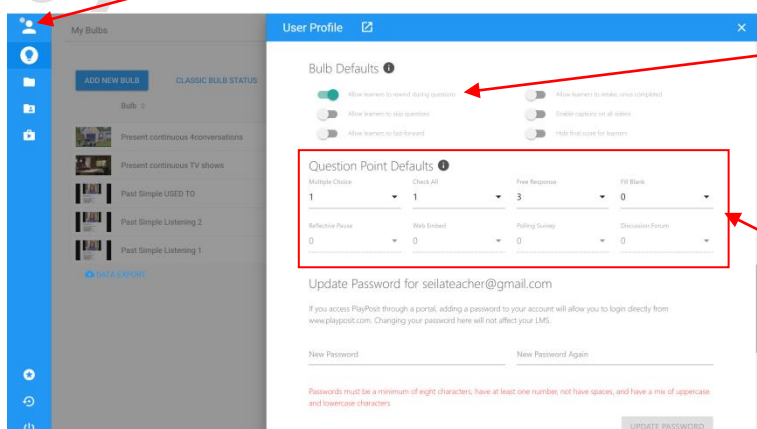 My Bulbs
User Profile
ADD NEW BULB CLASSIC BULB STATUS
Bulb
Present continuous 4conversations
Present continuous TV shows
Past Simple USED TO
Past Simple Listening 2
Past Simple Listening 1
DATA EXPORT
Bulb Defaults
Allow learners to rewind during questions Allow learners to retake, once completed
Allow learners to skip questions Enable captions on all videos
Allow learners to fast-forward Hide final score for learners
Question Point Defaults
Multiple Choice Check All Free Response Fill Blank
1 1 3 0
Reflective Pause Web Embed Polling Survey Discussion Forum
0 0 0 0
Update Password for seilateacher@gmail.com
If you access PlayPosit through a portal, adding a password to your account will allow you to login directly from
www.playposit.com. Changing your password here will not affect your LMS.
New Password New Password Again
Passwords must be a minimum of eight characters, have at least one number, not have spaces, and have a mix of uppercase
and lowercase characters
UPDATE PASSWORD